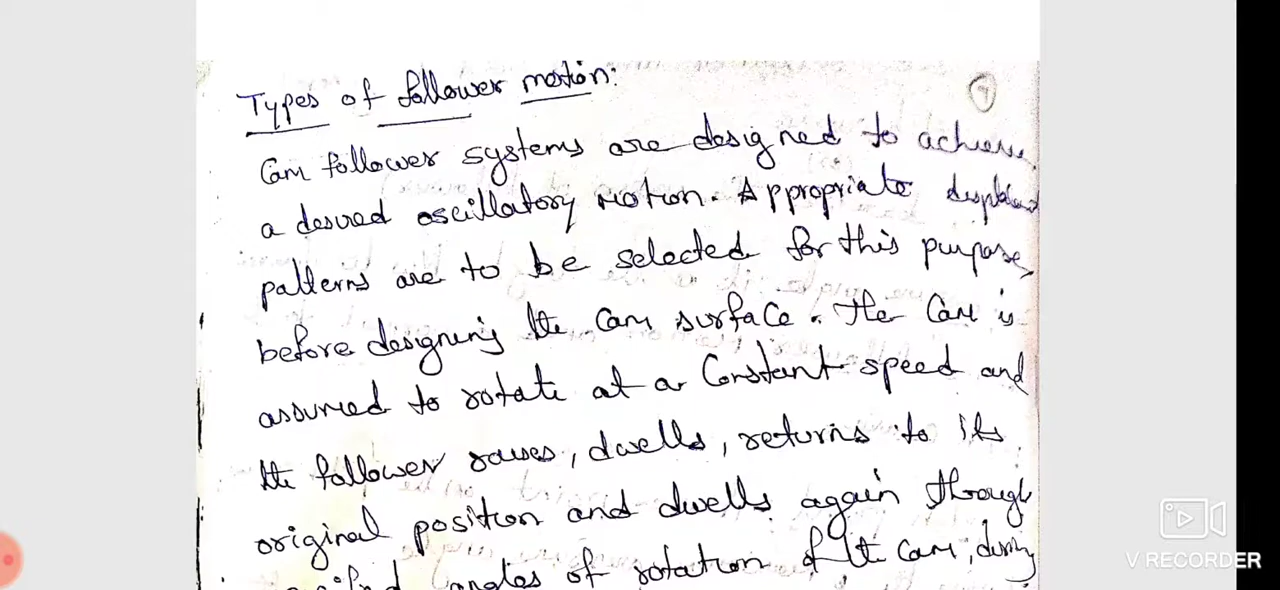 Types of follower motion:
9
Cam follower systems are designed to achieve
a desired oscillatory motion. Appropriate
patterns are to be selected for this purpose,
before designing the cam surface. The cam is
assumed to rotate at a constant speed and
the follower raises, dwells, returns to its
original position and dwells again through
angles of rotation of the cam, during
V RECORDER